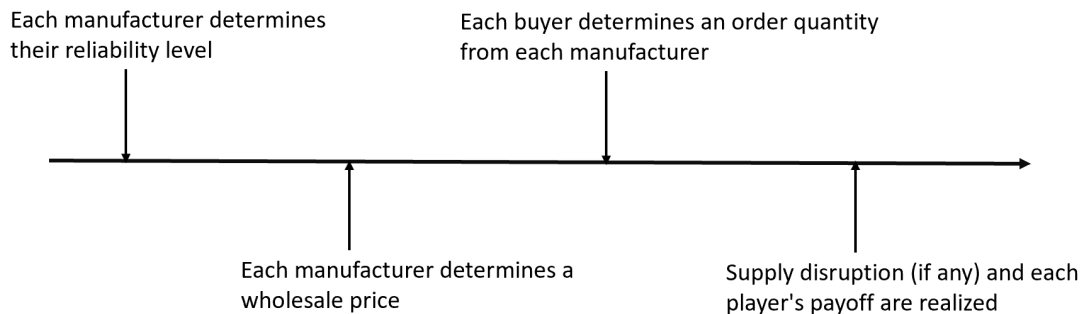 Each manufacturer determines
their reliability level
Each buyer determines an order quantity
from each manufacturer
Each manufacturer determines a
wholesale price
Supply disruption (if any) and each
player's payoff are realized